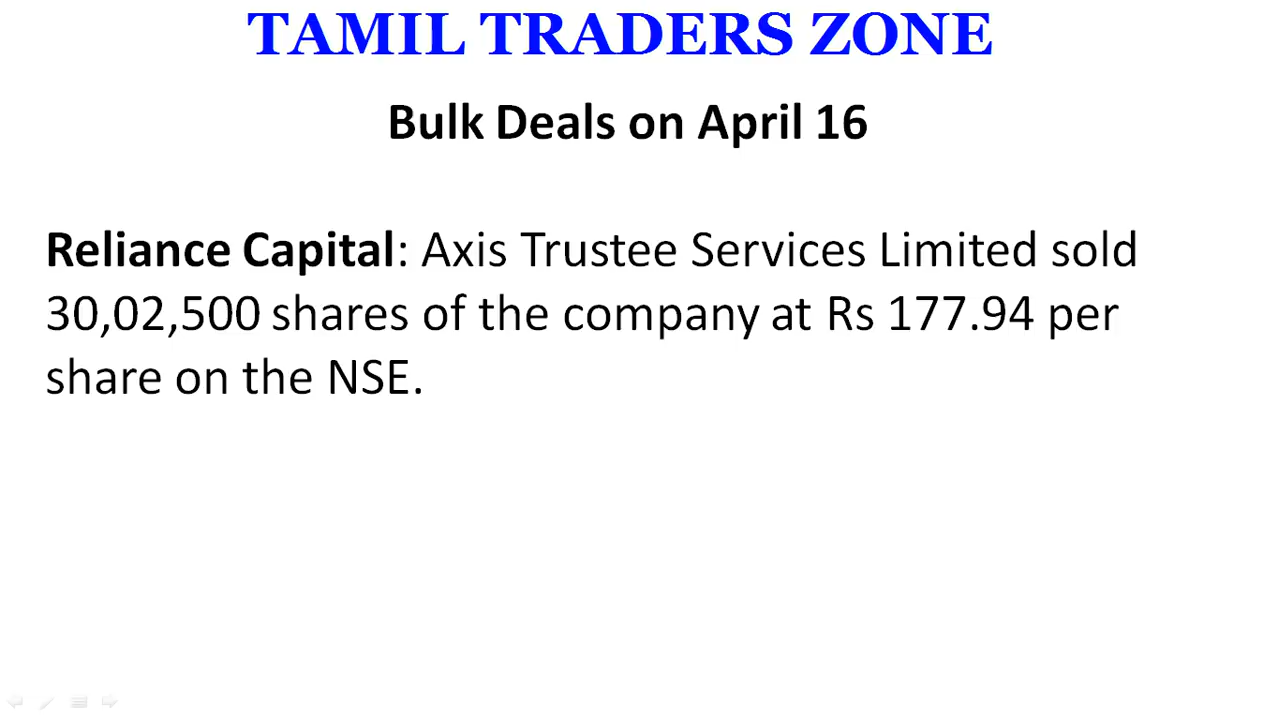 TAMIL TRADERS ZONE
Bulk Deals on April 16
Reliance Capital: Axis Trustee Services Limited sold
30,02,500 shares of the company at Rs 177.94 per
share on the NSE.